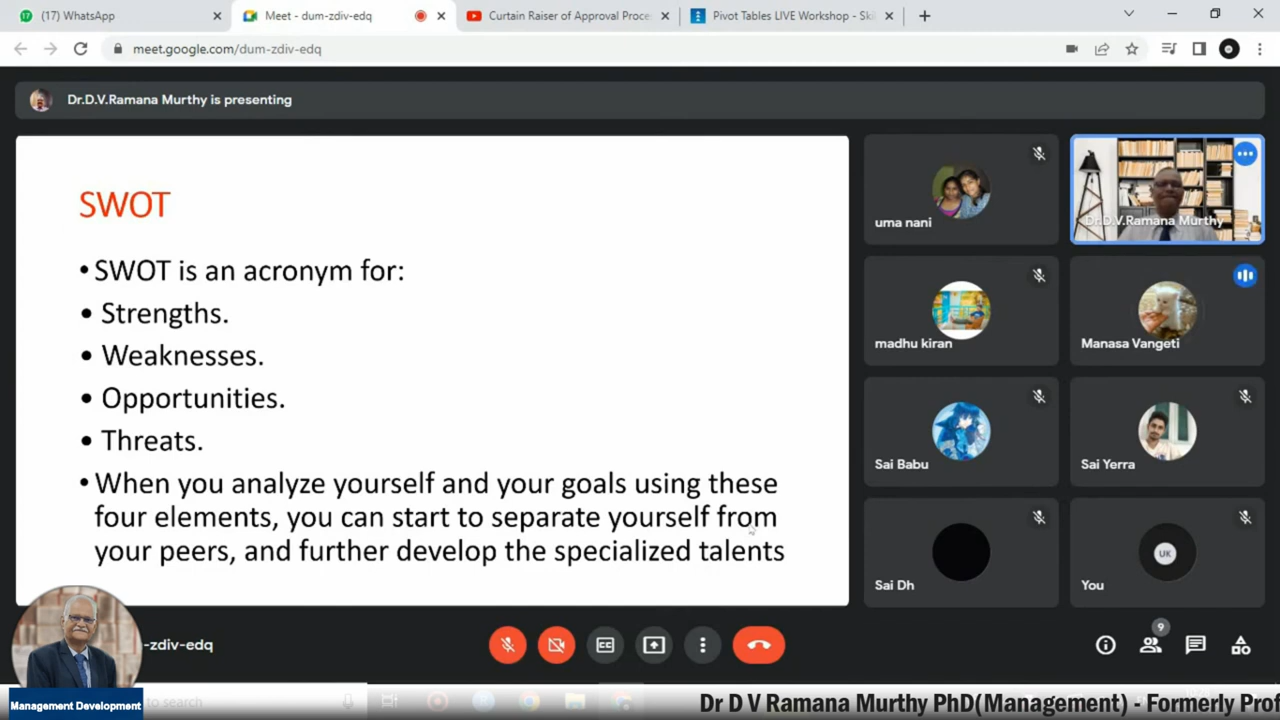 (17) WhatsApp
Meet - dum-zdiv-edq
Curtain Raiser of Approval Proce
Pivot Tables LIVE Workshop - Ski
meet.google.com/dum-zdiv-edq
Dr.D.V.Ramana Murthy is presenting
SWOT
•SWOT is an acronym for:
• Strengths.
• Weaknesses.
• Opportunities.
• Threats.
•When you analyze yourself and your goals using these
four elements, you can start to separate yourself from
your peers, and further develop the specialized talents
uma nani
Dr.D.V.Ramana Murthy
madhu kiran
Manasa Vangeti
Sai Babu
Sai Yerra
Sai Dh
UK
You
-zdiv-edq
CC
9
Management Development
to search
Dr D V Ramana Murthy PhD(Management) - Formerly Prof